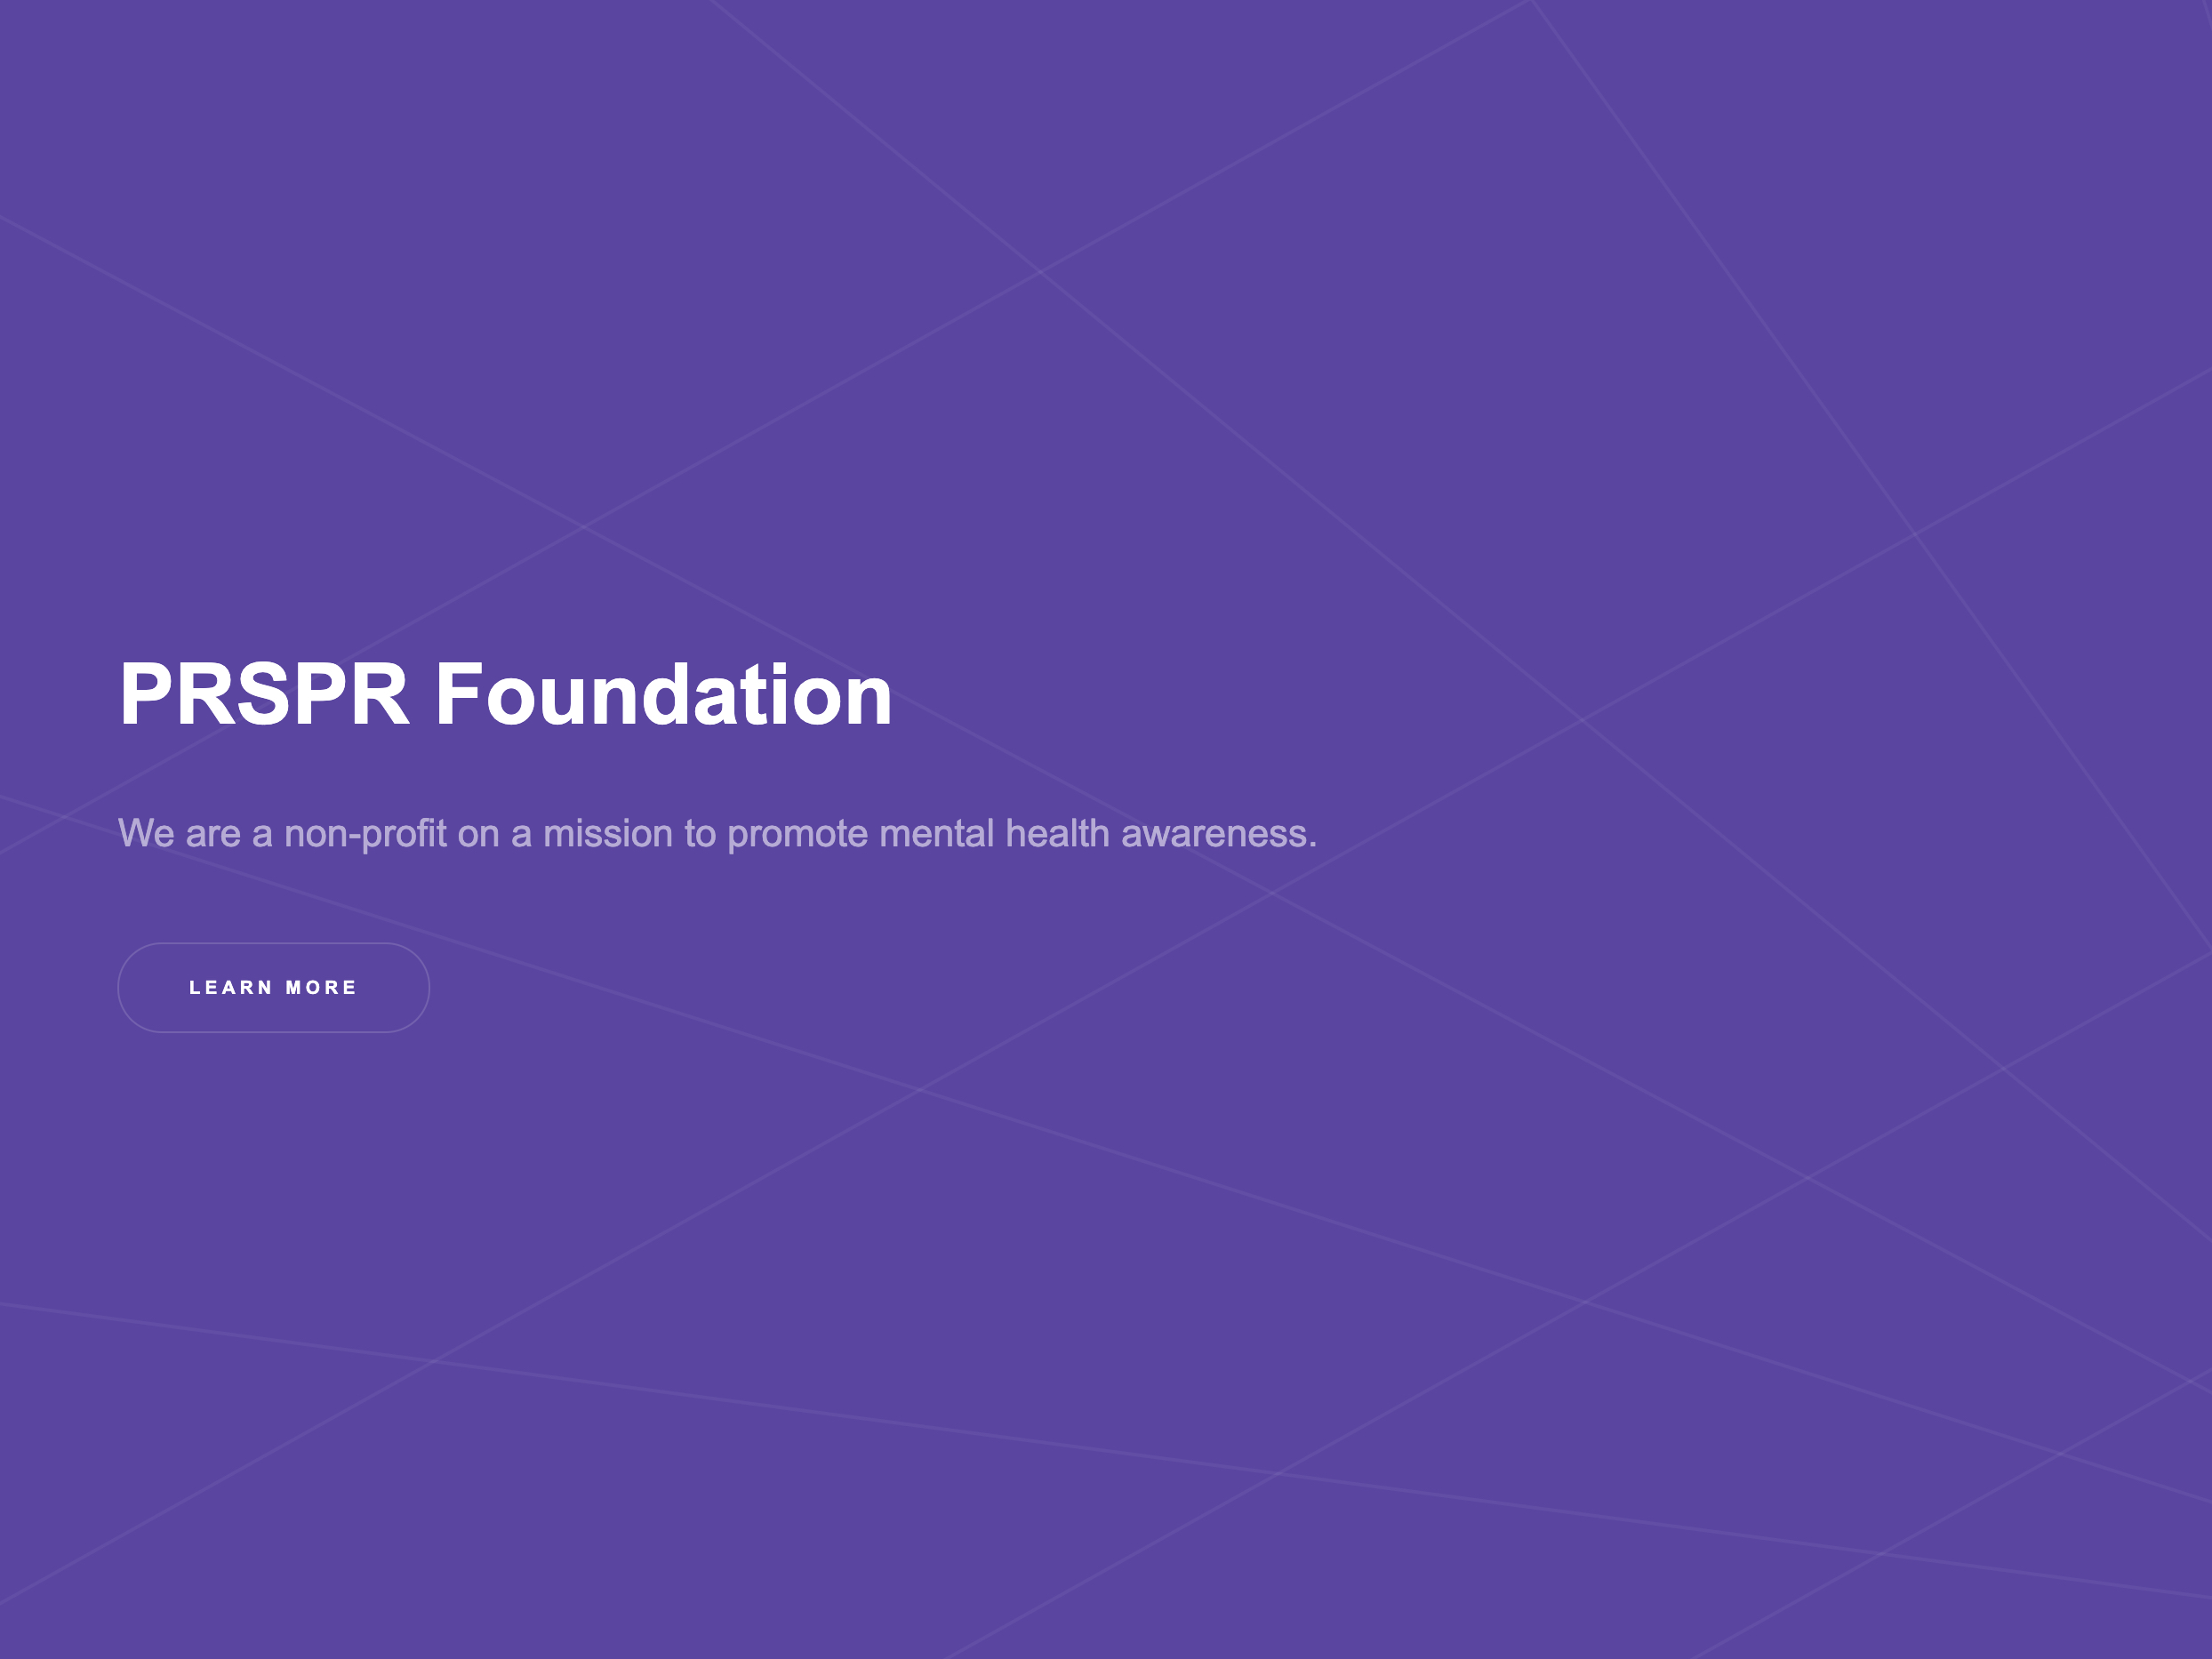 PRSPR Foundation
We are a non-profit on a mission to promote mental health awareness.
LEARN MORE